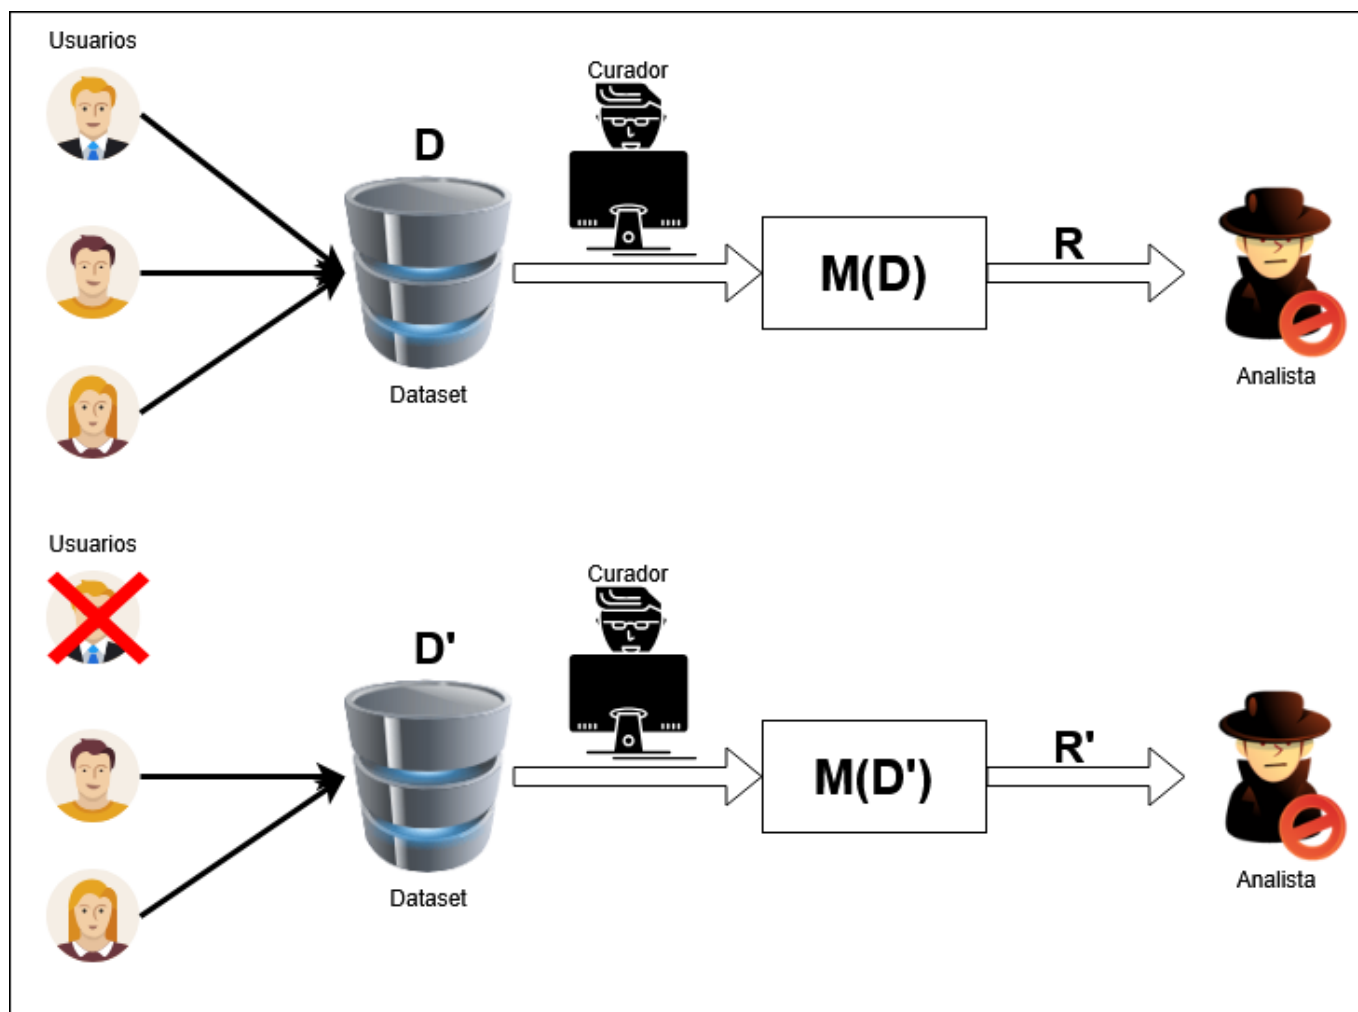 Usuarios
Curador
D
M(D)
R
Dataset
Analista
Usuarios
Curador
D'
M(D')
R'
Dataset
Analista